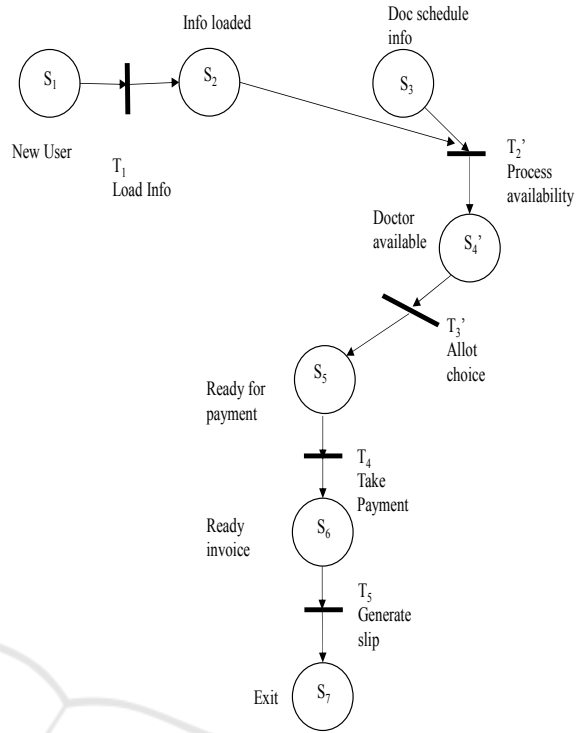 Info loaded
Doc schedule
info
S₁
S₂
S₃
New User
T₁
Load Info
T₂’
Process
availability
Doctor
available
S₄’
T₃’
Allot
choice
S₅
Ready for
payment
T₄
Take
Payment
Ready
invoice
S₆
T₅
Generate
slip
Exit
S₇